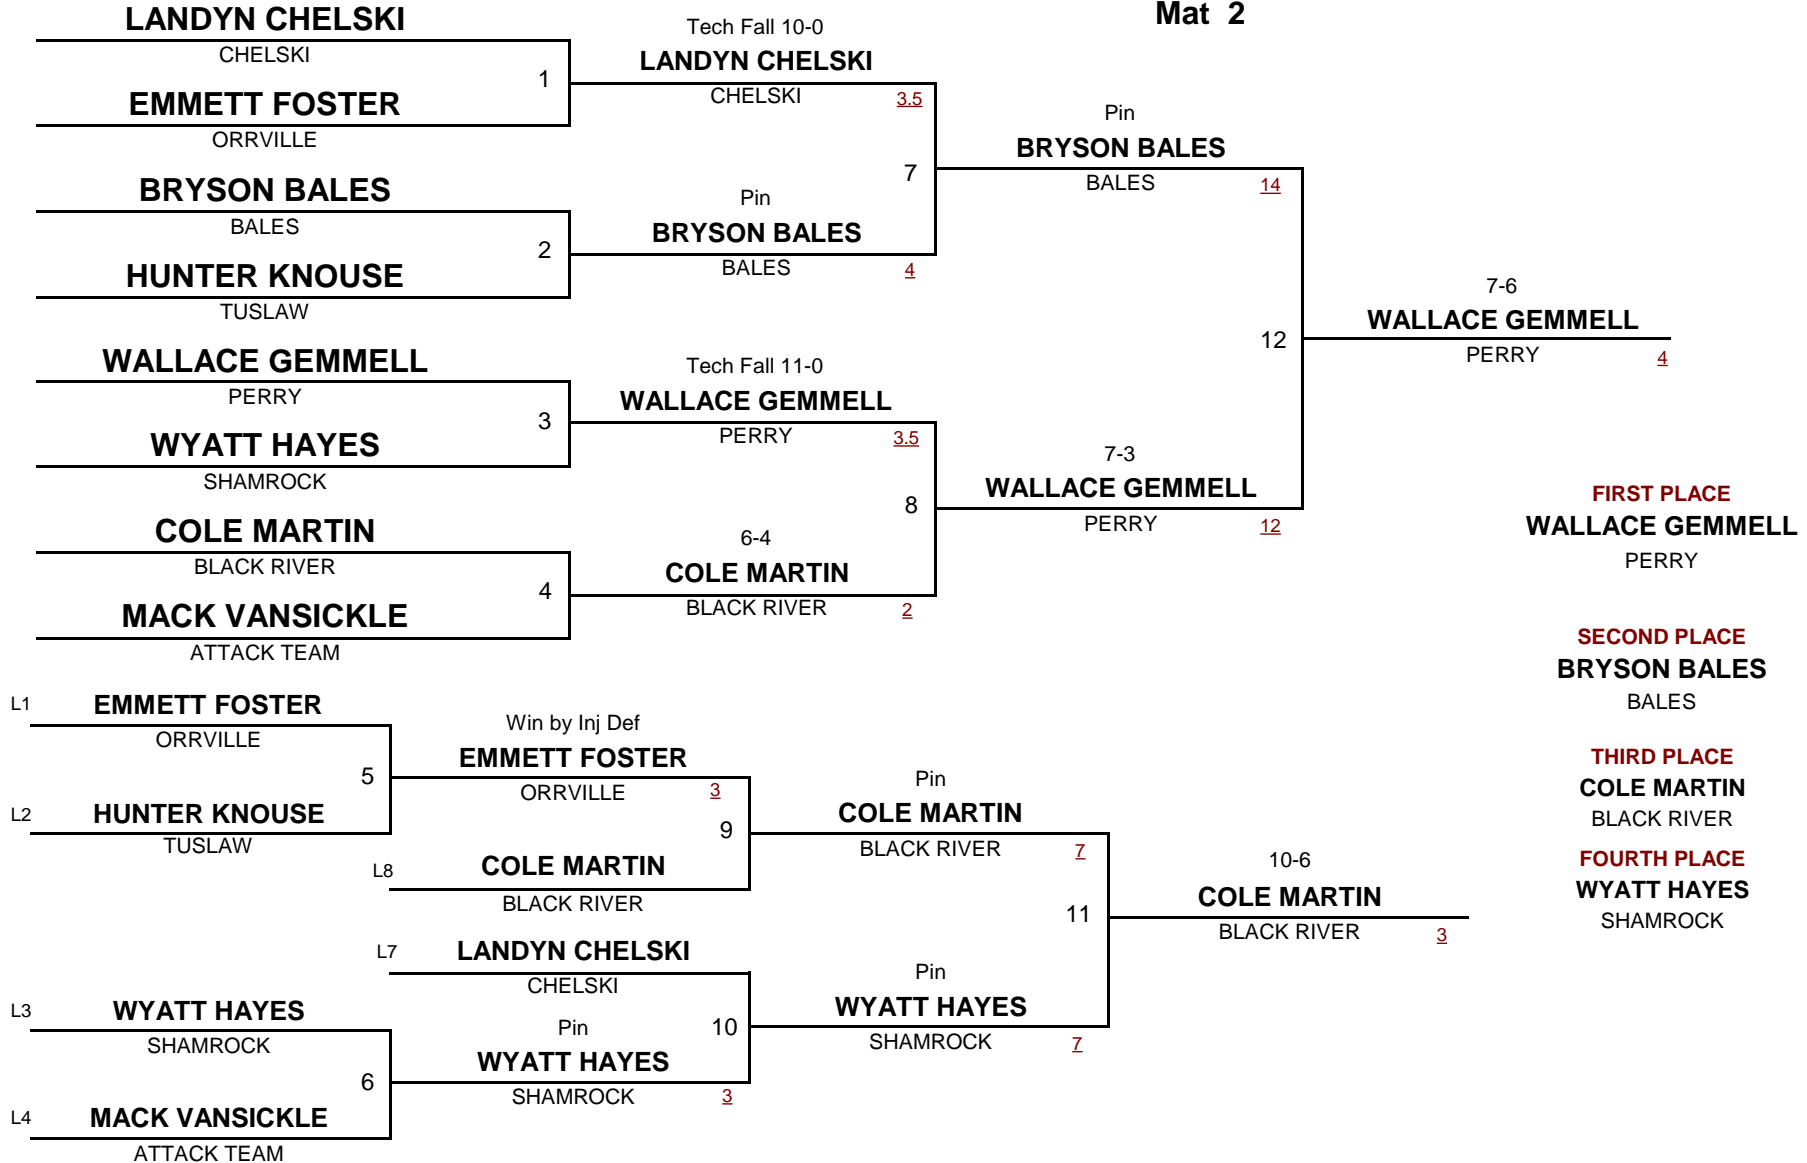 Mat 2
LANDYN CHELSKI
CHELSKI
1
EMMETT FOSTER
ORRVILLE
BRYSON BALES
BALES
2
HUNTER KNOUSE
TUSLAW
WALLACE GEMMELL
PERRY
3
WYATT HAYES
SHAMROCK
COLE MARTIN
BLACK RIVER
4
MACK VANSICKLE
ATTACK TEAM
Tech Fall 10-0
LANDYN CHELSKI
CHELSKI 3.5
7
Pin
BRYSON BALES
BALES 4
Tech Fall 11-0
WALLACE GEMMELL
PERRY 3.5
8
6-4
COLE MARTIN
BLACK RIVER 2
Pin
BRYSON BALES
BALES 14
12
7-3
WALLACE GEMMELL
PERRY 12
7-6
WALLACE GEMMELL
PERRY 4
L1 EMMETT FOSTER
ORRVILLE
5
L2 HUNTER KNOUSE
TUSLAW
Win by Inj Def
EMMETT FOSTER
ORRVILLE 3
9
L8 COLE MARTIN
BLACK RIVER
L7 LANDYN CHELSKI
CHELSKI
10
L3 WYATT HAYES
SHAMROCK
6
L4 MACK VANSICKLE
ATTACK TEAM
Pin
WYATT HAYES
SHAMROCK 3
Pin
COLE MARTIN
BLACK RIVER 7
11
Pin
WYATT HAYES
SHAMROCK 7
10-6
COLE MARTIN
BLACK RIVER 3
FIRST PLACE
WALLACE GEMMELL
PERRY
SECOND PLACE
BRYSON BALES
BALES
THIRD PLACE
COLE MARTIN
BLACK RIVER
FOURTH PLACE
WYATT HAYES
SHAMROCK